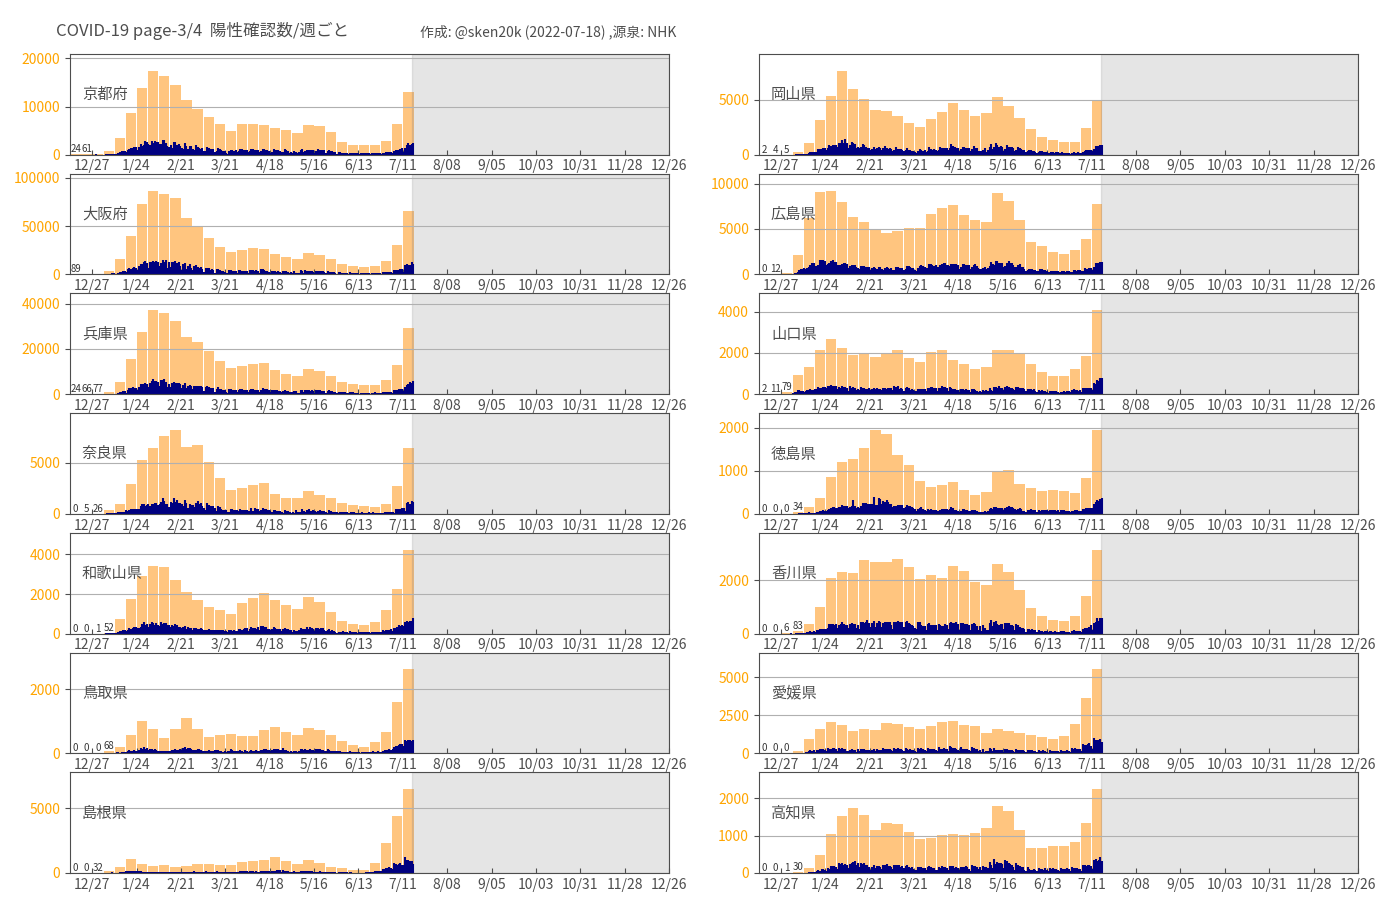 COVID-19 page-3/4 陽性確認数/週ごと
作成: @sken20k (2022-07-18) ,源泉: NHK
20000
10000
0
京都府
24 61
12/27 1/24 2/21 3/21 4/18 5/16 6/13 7/11 8/08 9/05 10/03 10/31 11/28 12/26
5000
0
岡山県
2 4 5
12/27 1/24 2/21 3/21 4/18 5/16 6/13 7/11 8/08 9/05 10/03 10/31 11/28 12/26
100000
50000
0
大阪府
89
12/27 1/24 2/21 3/21 4/18 5/16 6/13 7/11 8/08 9/05 10/03 10/31 11/28 12/26
10000
5000
0
広島県
0 12
12/27 1/24 2/21 3/21 4/18 5/16 6/13 7/11 8/08 9/05 10/03 10/31 11/28 12/26
40000
20000
0
兵庫県
24 66 77
12/27 1/24 2/21 3/21 4/18 5/16 6/13 7/11 8/08 9/05 10/03 10/31 11/28 12/26
4000
2000
0
山口県
2 11 79
12/27 1/24 2/21 3/21 4/18 5/16 6/13 7/11 8/08 9/05 10/03 10/31 11/28 12/26
5000
0
奈良県
0 5 26
12/27 1/24 2/21 3/21 4/18 5/16 6/13 7/11 8/08 9/05 10/03 10/31 11/28 12/26
2000
1000
0
徳島県
0 0 0 34
12/27 1/24 2/21 3/21 4/18 5/16 6/13 7/11 8/08 9/05 10/03 10/31 11/28 12/26
4000
2000
0
和歌山県
0 0 1 52
12/27 1/24 2/21 3/21 4/18 5/16 6/13 7/11 8/08 9/05 10/03 10/31 11/28 12/26
2000
0
香川県
0 0 6 83
12/27 1/24 2/21 3/21 4/18 5/16 6/13 7/11 8/08 9/05 10/03 10/31 11/28 12/26
2000
0
鳥取県
0 0 0 68
12/27 1/24 2/21 3/21 4/18 5/16 6/13 7/11 8/08 9/05 10/03 10/31 11/28 12/26
5000
2500
0
愛媛県
0 0 0
12/27 1/24 2/21 3/21 4/18 5/16 6/13 7/11 8/08 9/05 10/03 10/31 11/28 12/26
5000
0
島根県
0 0 32
12/27 1/24 2/21 3/21 4/18 5/16 6/13 7/11 8/08 9/05 10/03 10/31 11/28 12/26
2000
1000
0
高知県
0 0 1 30
12/27 1/24 2/21 3/21 4/18 5/16 6/13 7/11 8/08 9/05 10/03 10/31 11/28 12/26